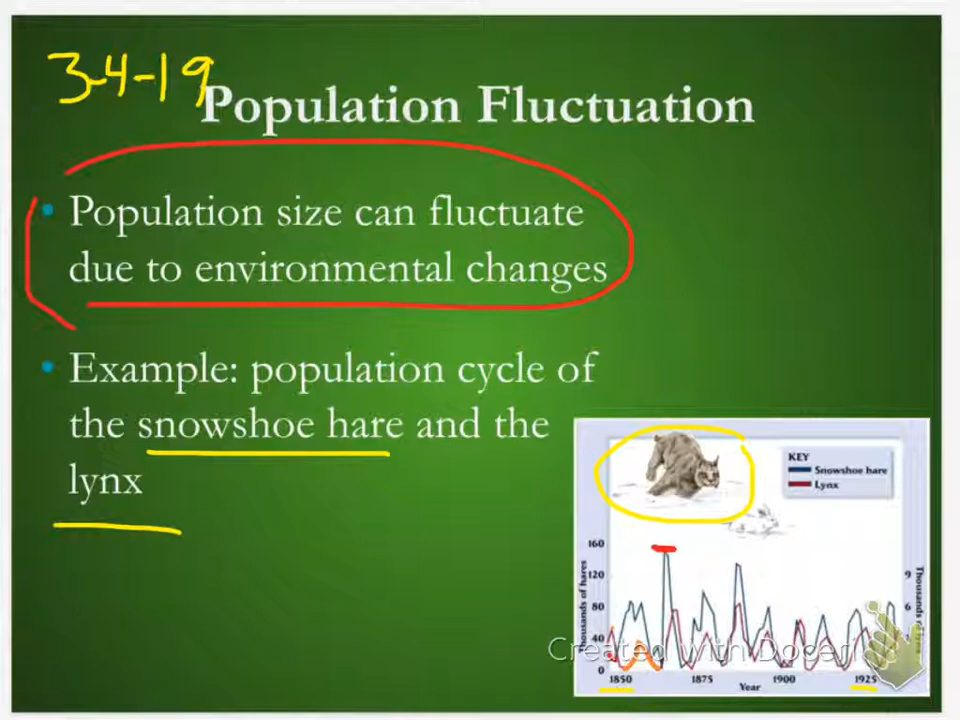 3-4-19
Population Fluctuation
• Population size can fluctuate
due to environmental changes
• Example: population cycle of
the snowshoe hare and the
lynx
KEY
Snowshoe hare
Lynx
160
120
80
40
0
Thousands of hares
9
6
Thousands of lynx
1850 1875 1900 1925
Year
Created with Doceri